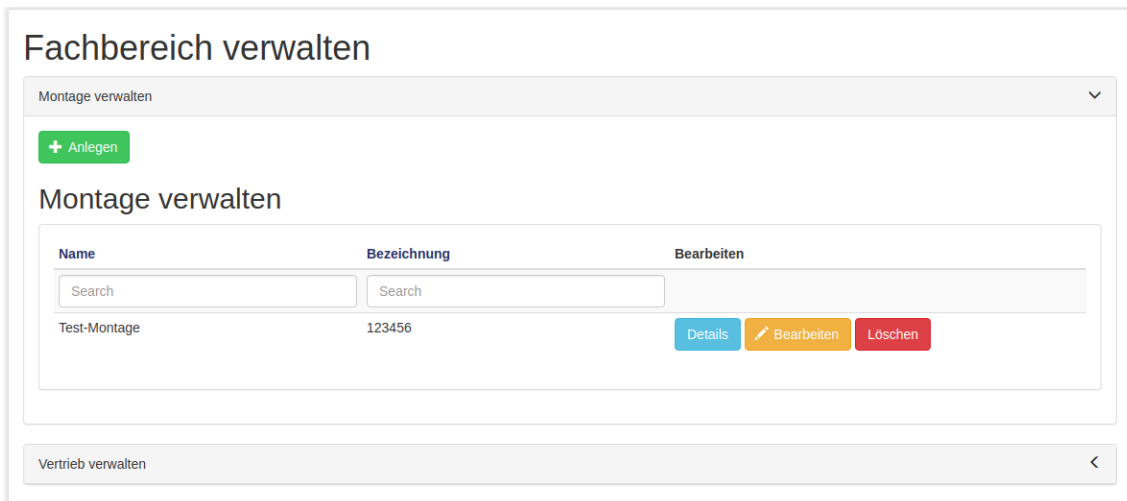 Fachbereich verwalten
Montage verwalten
Anlegen
Montage verwalten
Name Bezeichnung Bearbeiten
Search Search
Test-Montage 123456 Details Bearbeiten Löschen
Vertrieb verwalten